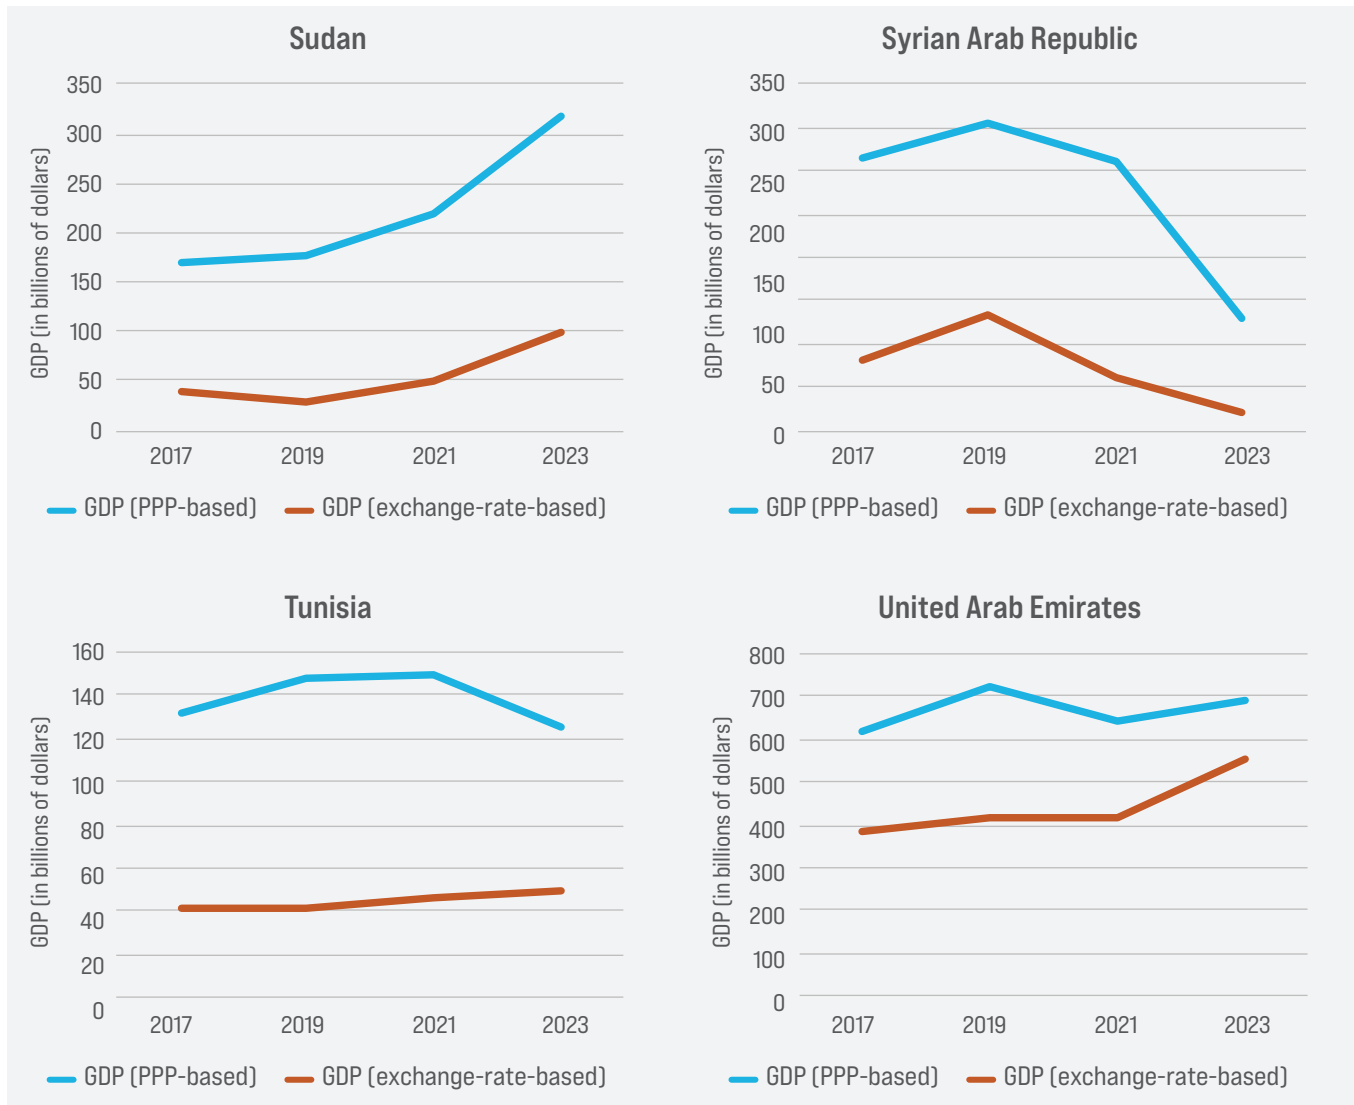 Sudan
GDP (in billions of dollars)
350
300
250
200
150
100
50
0
2017 2019 2021 2023
GDP (PPP-based) GDP (exchange-rate-based)
Syrian Arab Republic
GDP (in billions of dollars)
350
300
250
200
150
100
50
0
2017 2019 2021 2023
GDP (PPP-based) GDP (exchange-rate-based)
Tunisia
GDP (in billions of dollars)
160
140
120
100
80
60
40
20
0
2017 2019 2021 2023
GDP (PPP-based) GDP (exchange-rate-based)
United Arab Emirates
GDP (in billions of dollars)
800
700
600
500
400
300
200
100
0
2017 2019 2021 2023
GDP (PPP-based) GDP (exchange-rate-based)